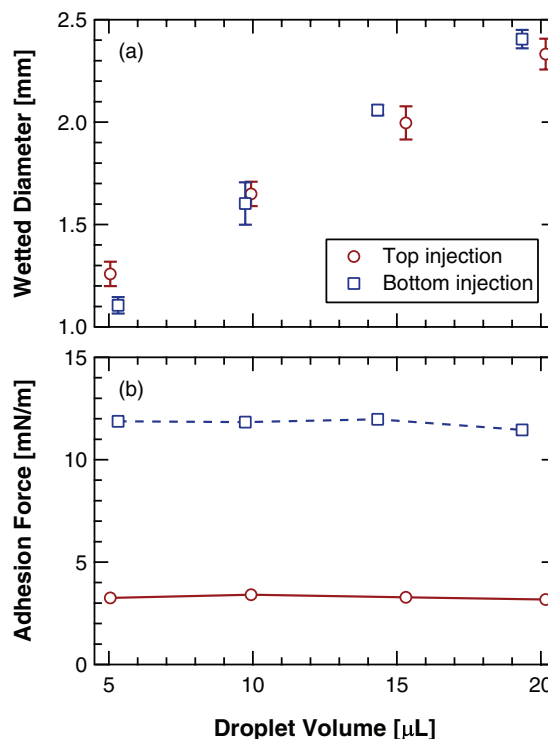 2.5
(a)
2.0
1.5
1.0
Wetted Diameter [mm]
Top injection
Bottom injection
15
(b)
10
5
0
Adhesion Force [mN/m]
5
10
15
20
Droplet Volume [μL]